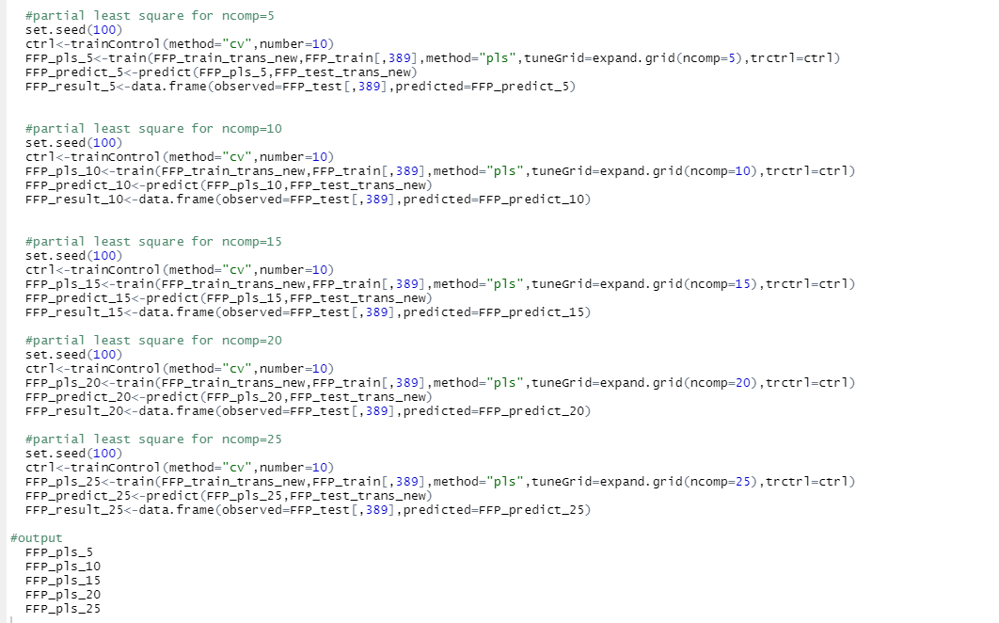 #partial least square for ncomp=5
set.seed(100)
ctrl<-trainControl(method="cv",number=10)
FFP_pls_5<-train(FFP_train_trans_new,FFP_train[,389],method="pls",tuneGrid=expand.grid(ncomp=5),trctrl=ctrl)
FFP_predict_5<-predict(FFP_pls_5,FFP_test_trans_new)
FFP_result_5<-data.frame(observed=FFP_test[,389],predicted=FFP_predict_5)
#partial least square for ncomp=10
set.seed(100)
ctrl<-trainControl(method="cv",number=10)
FFP_pls_10<-train(FFP_train_trans_new,FFP_train[,389],method="pls",tuneGrid=expand.grid(ncomp=10),trctrl=ctrl)
FFP_predict_10<-predict(FFP_pls_10,FFP_test_trans_new)
FFP_result_10<-data.frame(observed=FFP_test[,389],predicted=FFP_predict_10)
#partial least square for ncomp=15
set.seed(100)
ctrl<-trainControl(method="cv",number=10)
FFP_pls_15<-train(FFP_train_trans_new,FFP_train[,389],method="pls",tuneGrid=expand.grid(ncomp=15),trctrl=ctrl)
FFP_predict_15<-predict(FFP_pls_15,FFP_test_trans_new)
FFP_result_15<-data.frame(observed=FFP_test[,389],predicted=FFP_predict_15)
#partial least square for ncomp=20
set.seed(100)
ctrl<-trainControl(method="cv",number=10)
FFP_pls_20<-train(FFP_train_trans_new,FFP_train[,389],method="pls",tuneGrid=expand.grid(ncomp=20),trctrl=ctrl)
FFP_predict_20<-predict(FFP_pls_20,FFP_test_trans_new)
FFP_result_20<-data.frame(observed=FFP_test[,389],predicted=FFP_predict_20)
#partial least square for ncomp=25
set.seed(100)
ctrl<-trainControl(method="cv",number=10)
FFP_pls_25<-train(FFP_train_trans_new,FFP_train[,389],method="pls",tuneGrid=expand.grid(ncomp=25),trctrl=ctrl)
FFP_predict_25<-predict(FFP_pls_25,FFP_test_trans_new)
FFP_result_25<-data.frame(observed=FFP_test[,389],predicted=FFP_predict_25)
#output
FFP_pls_5
FFP_pls_10
FFP_pls_15
FFP_pls_20
FFP_pls_25